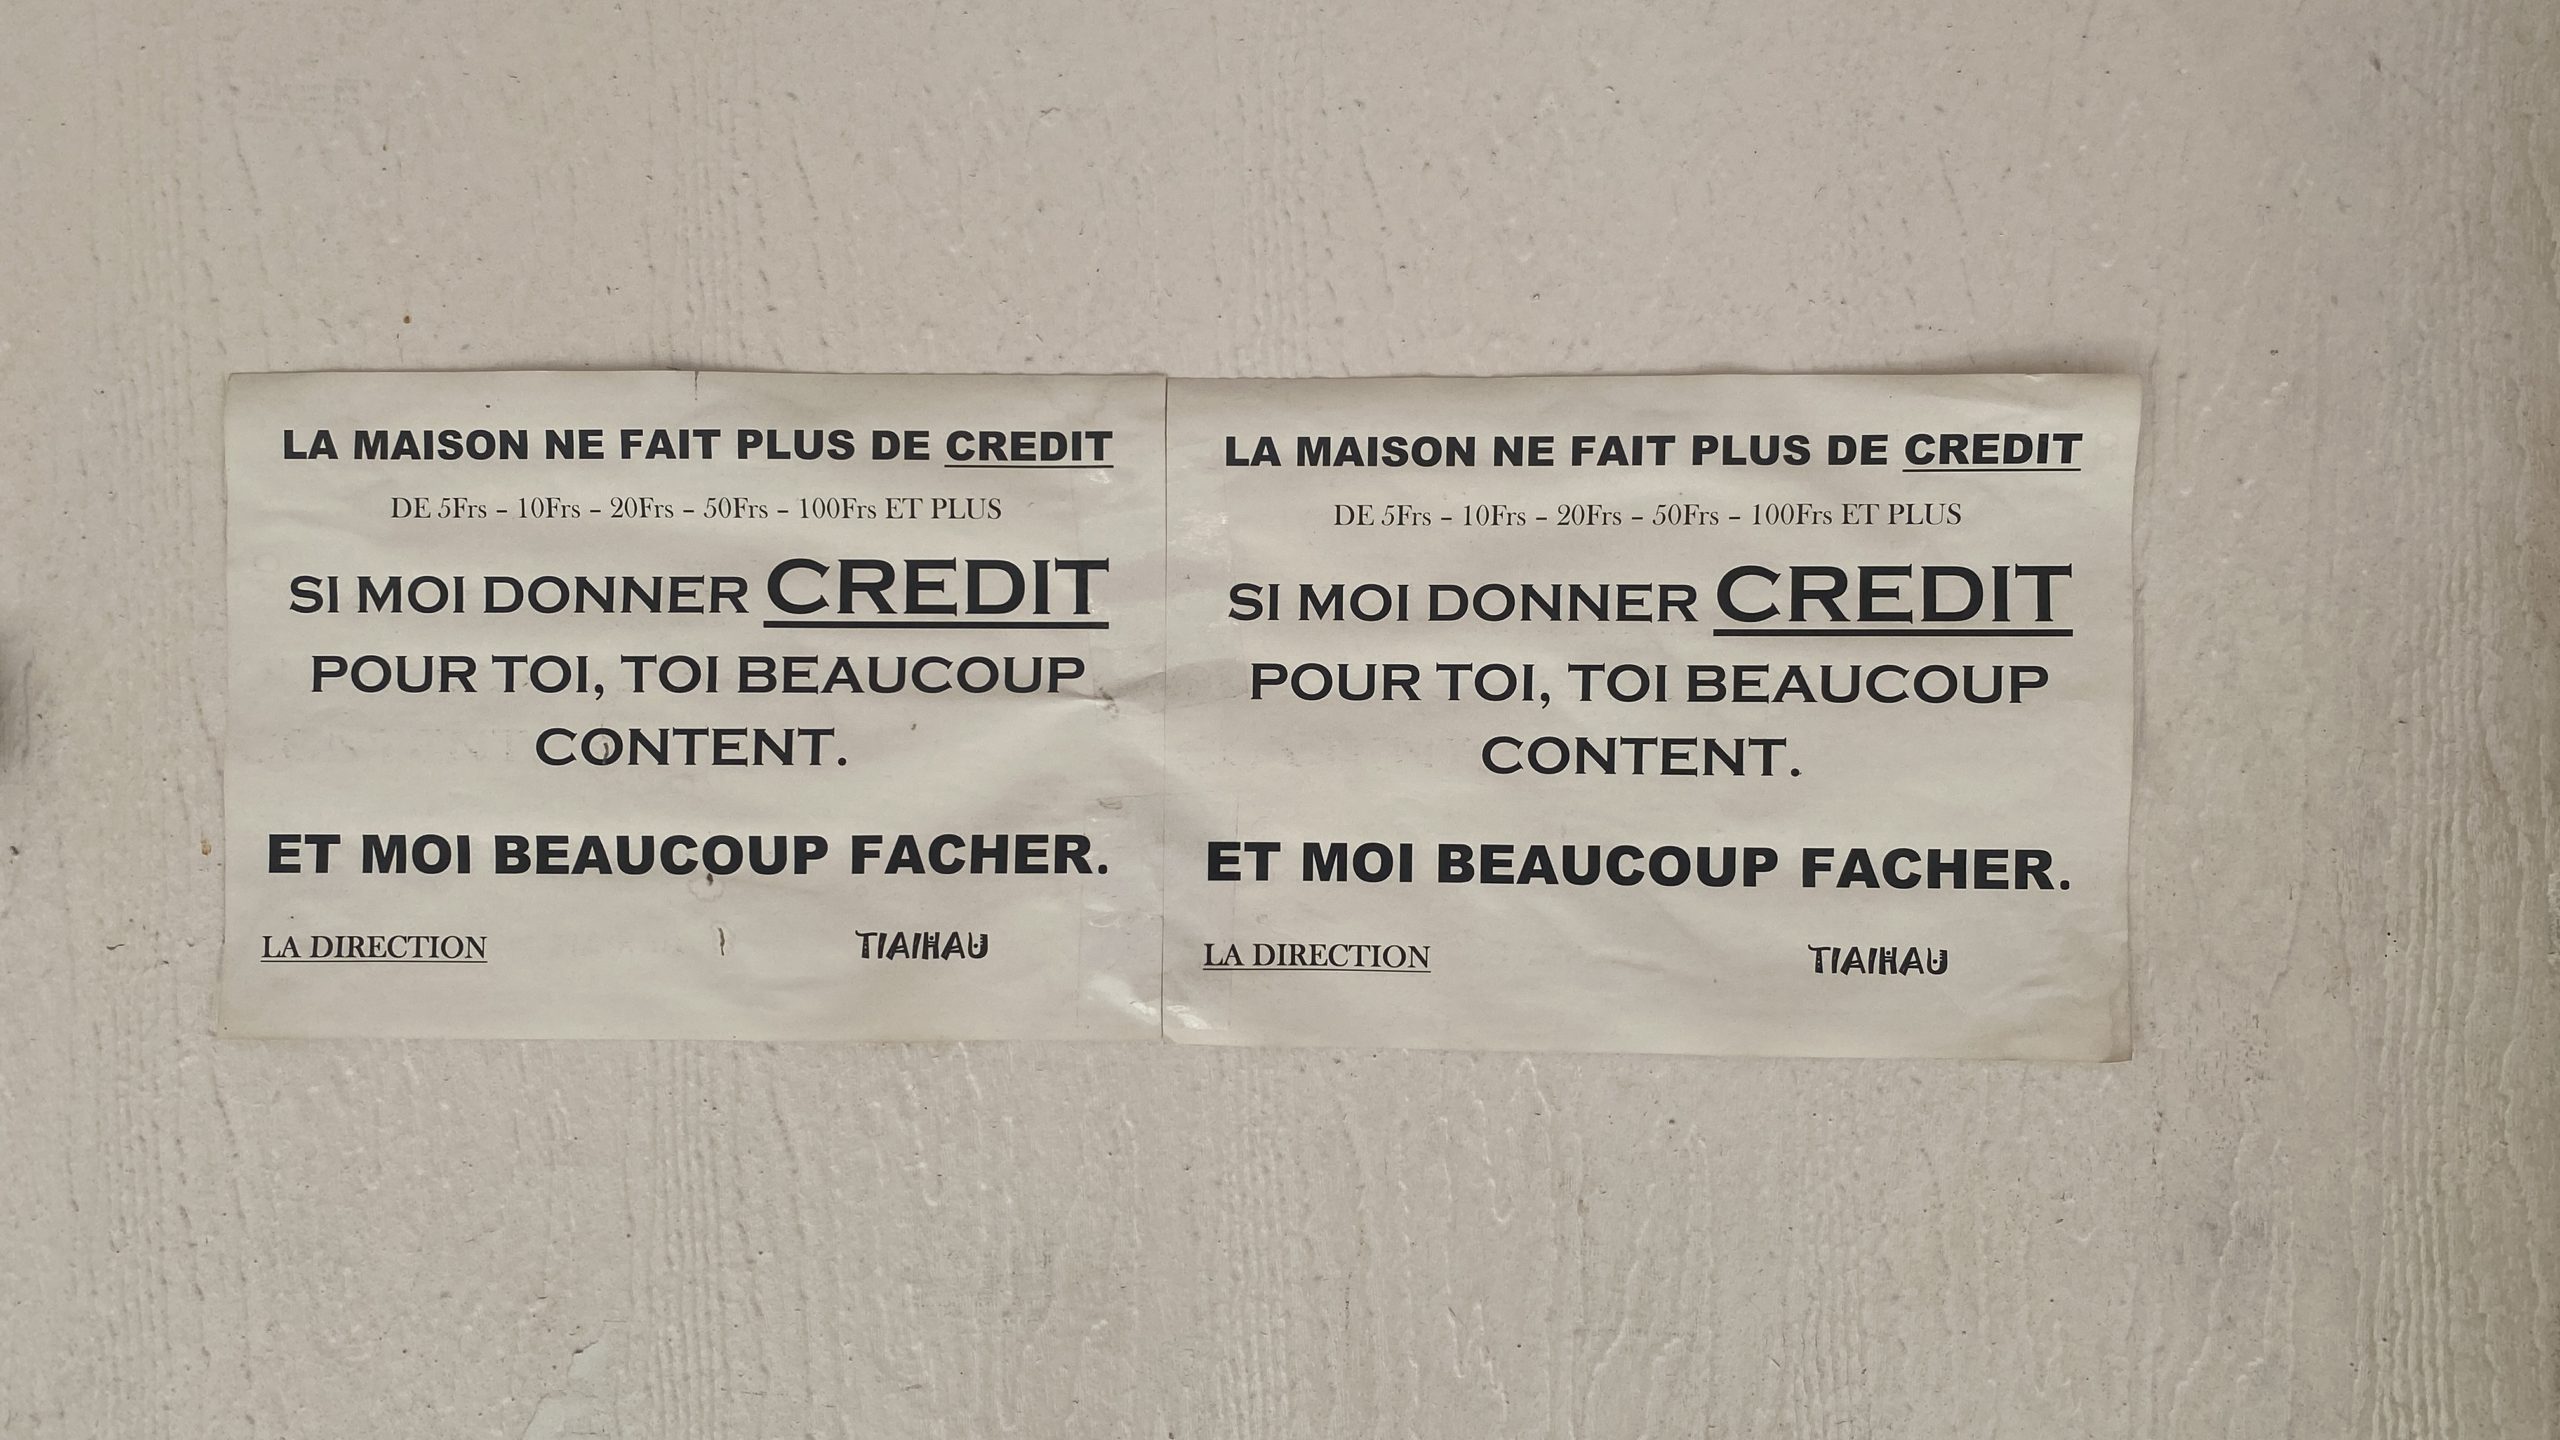 LA MAISON NE FAIT PLUS DE CREDIT
DE 5Frs – 10Frs – 20Frs – 50Frs – 100Frs ET PLUS
SI MOI DONNER CREDIT
POUR TOI, TOI BEAUCOUP
CONTENT.
ET MOI BEAUCOUP FACHER.
LA DIRECTION TIAIHAU
LA MAISON NE FAIT PLUS DE CREDIT
DE 5Frs – 10Frs – 20Frs – 50Frs – 100Frs ET PLUS
SI MOI DONNER CREDIT
POUR TOI, TOI BEAUCOUP
CONTENT.
ET MOI BEAUCOUP FACHER.
LA DIRECTION TIAIHAU